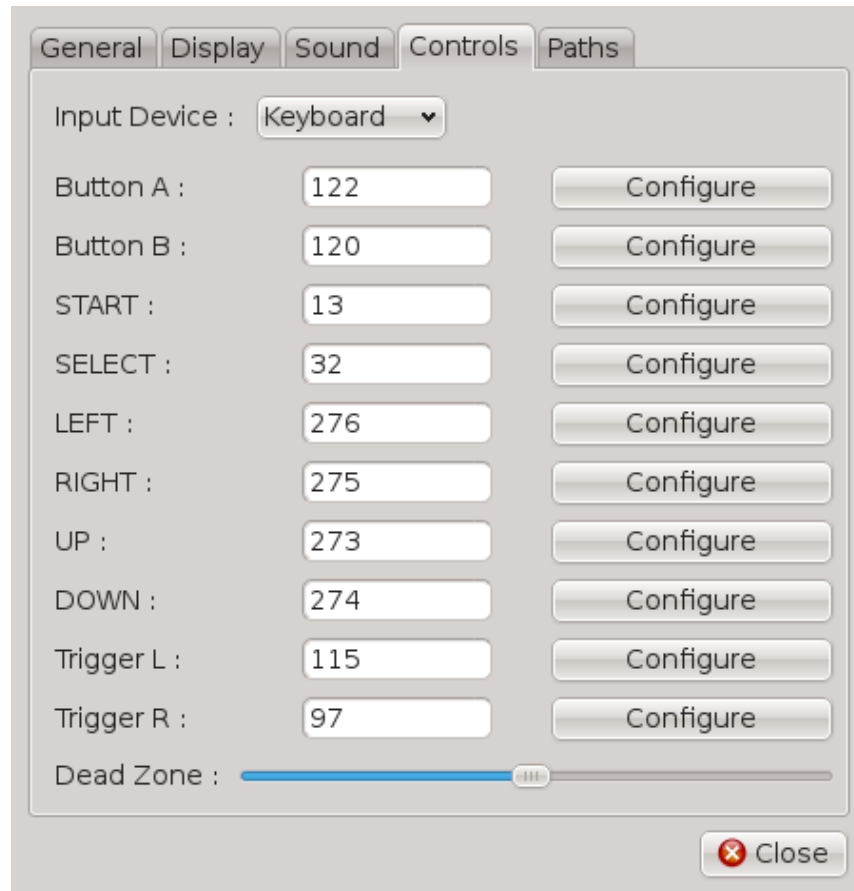 General Display Sound Controls Paths
Input Device : Keyboard
Button A : 122 Configure
Button B : 120 Configure
START : 13 Configure
SELECT : 32 Configure
LEFT : 276 Configure
RIGHT : 275 Configure
UP : 273 Configure
DOWN : 274 Configure
Trigger L : 115 Configure
Trigger R : 97 Configure
Dead Zone :
Close